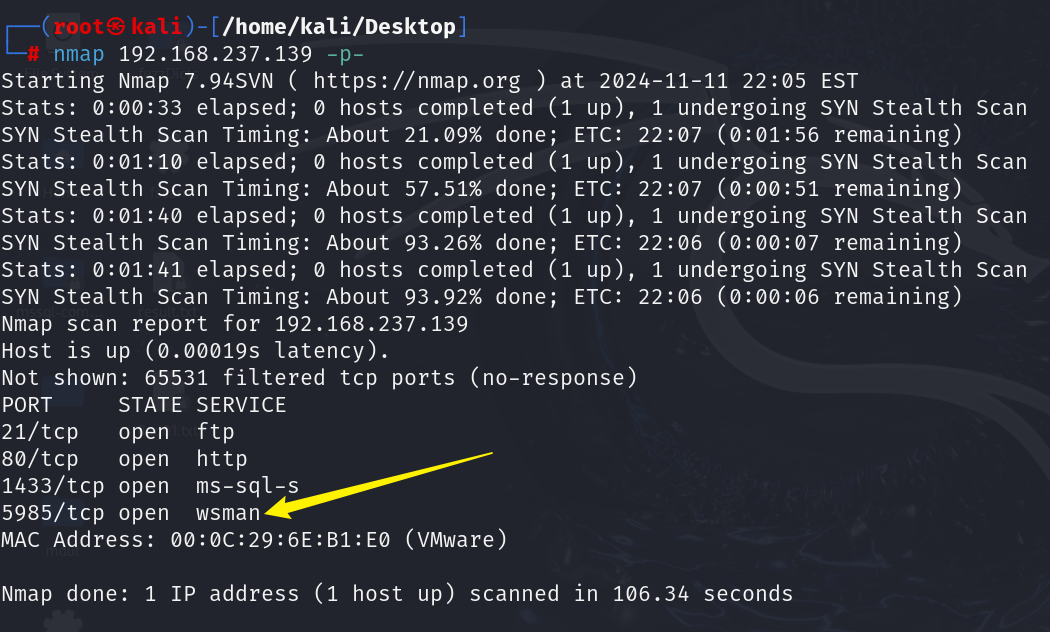 ┌──(root㉿kali)-[/home/kali/Desktop]
└─# nmap 192.168.237.139 -p-
Starting Nmap 7.94SVN ( https://nmap.org ) at 2024-11-11 22:05 EST
Stats: 0:00:33 elapsed; 0 hosts completed (1 up), 1 undergoing SYN Stealth Scan
SYN Stealth Scan Timing: About 21.09% done; ETC: 22:07 (0:01:56 remaining)
Stats: 0:01:10 elapsed; 0 hosts completed (1 up), 1 undergoing SYN Stealth Scan
SYN Stealth Scan Timing: About 57.51% done; ETC: 22:07 (0:00:51 remaining)
Stats: 0:01:40 elapsed; 0 hosts completed (1 up), 1 undergoing SYN Stealth Scan
SYN Stealth Scan Timing: About 93.26% done; ETC: 22:06 (0:00:07 remaining)
Stats: 0:01:41 elapsed; 0 hosts completed (1 up), 1 undergoing SYN Stealth Scan
SYN Stealth Scan Timing: About 93.92% done; ETC: 22:06 (0:00:06 remaining)
Nmap scan report for 192.168.237.139
Host is up (0.00019s latency).
Not shown: 65531 filtered tcp ports (no-response)
PORT     STATE SERVICE
21/tcp   open  ftp
80/tcp   open  http
1433/tcp open  ms-sql-s
5985/tcp open  wsman
MAC Address: 00:0C:29:6E:B1:E0 (VMware)
Nmap done: 1 IP address (1 host up) scanned in 106.34 seconds